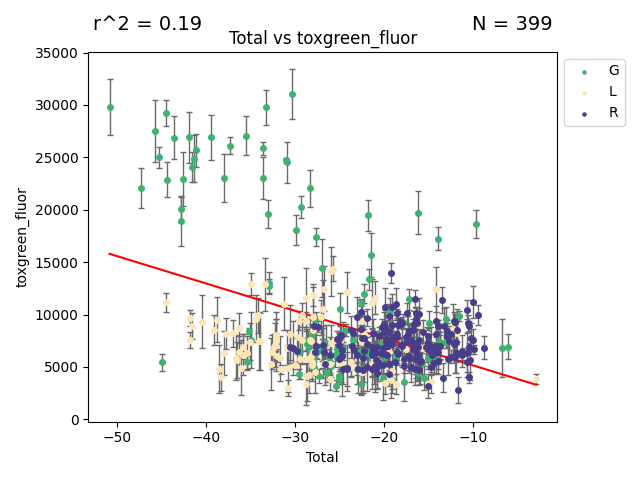 r^2 = 0.19
N = 399
Total vs toxgreen_fluor
35000
30000
25000
20000
15000
10000
5000
0
toxgreen_fluor
−50
−40
−30
−20
−10
Total
G
L
R